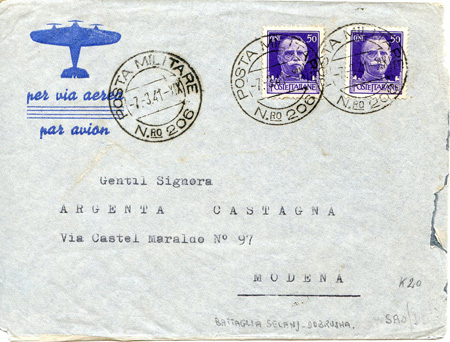 per via aerea
par avion
POSTA MILITARE
-7.3.41.XIX
N.RO 206
POSTA MILITARE
N.RO 206
50
POSTE ITALIANE
POSTA MILITARE
N.RO 206
50
POSTE ITALIANE
Gentil Signora
ARGENTA CASTAGNA
Via Castel Maraldo Nº 97
MODENA
K20
BATTAGLIA